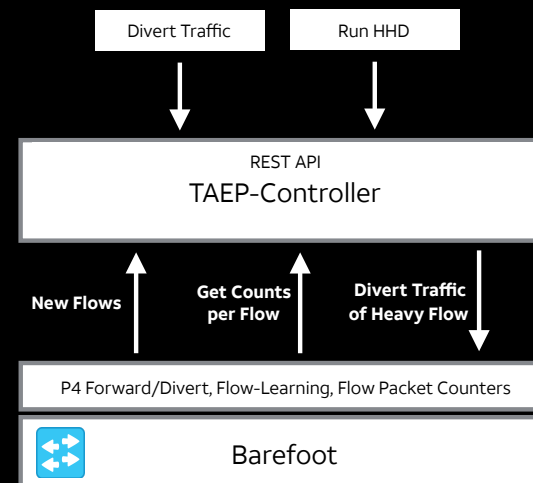 Divert Traffic
Run HHD
REST API
TAEP-Controller
New Flows
Get Counts
per Flow
Divert Traffic
of Heavy Flow
P4 Forward/Divert, Flow-Learning, Flow Packet Counters
Barefoot